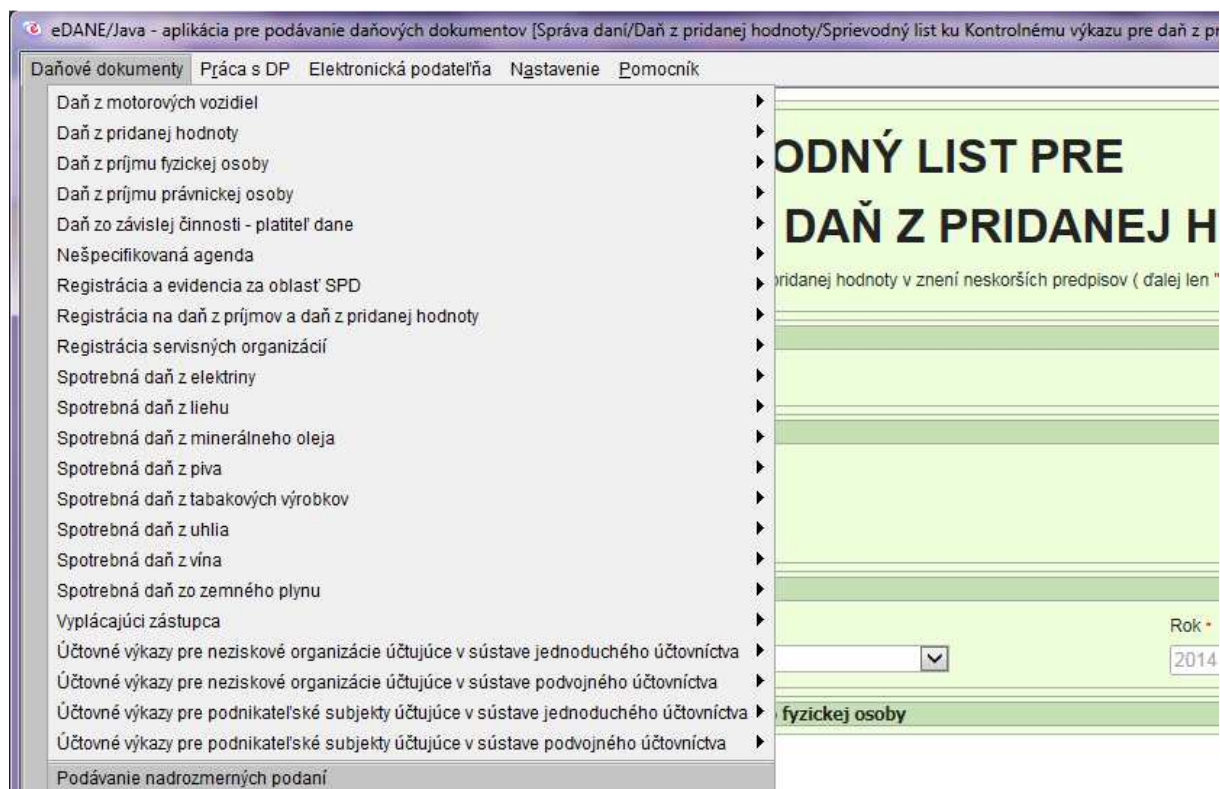 eDANE/Java - aplikácia pre podávanie daňových dokumentov [Správa daní/Daň z pridanej hodnoty/Sprievodný list ku Kontrolnému výkazu pre daň z pr
Daňové dokumenty Práca s DP Elektronická podateľňa Nastavenie Pomocník
Daň z motorových vozidiel
Daň z pridanej hodnoty
Daň z príjmu fyzickej osoby
Daň z príjmu právnickej osoby
Daň zo závislej činnosti - platiteľ dane
Nešpecifikovaná agenda
Registrácia a evidencia za oblasť SPD
Registrácia na daň z príjmov a daň z pridanej hodnoty
Registrácia servisných organizácií
Spotrebná daň z elektriny
Spotrebná daň z liehu
Spotrebná daň z minerálneho oleja
Spotrebná daň z piva
Spotrebná daň z tabakových výrobkov
Spotrebná daň z uhlia
Spotrebná daň z vína
Spotrebná daň zo zemného plynu
Vyplácajúci zástupca
Účtovné výkazy pre neziskové organizácie účtujúce v sústave jednoduchého účtovníctva
Účtovné výkazy pre neziskové organizácie účtujúce v sústave podvojného účtovníctva
Účtovné výkazy pre podnikateľské subjekty účtujúce v sústave jednoduchého účtovníctva
Účtovné výkazy pre podnikateľské subjekty účtujúce v sústave podvojného účtovníctva
Podávanie nadrozmerných podaní
ODNÝ LIST PRE
DAŇ Z PRIDANEJ H
pridanej hodnoty v znení neskorších predpisov ( ďalej len "
Rok *
2014
fyzickej osoby